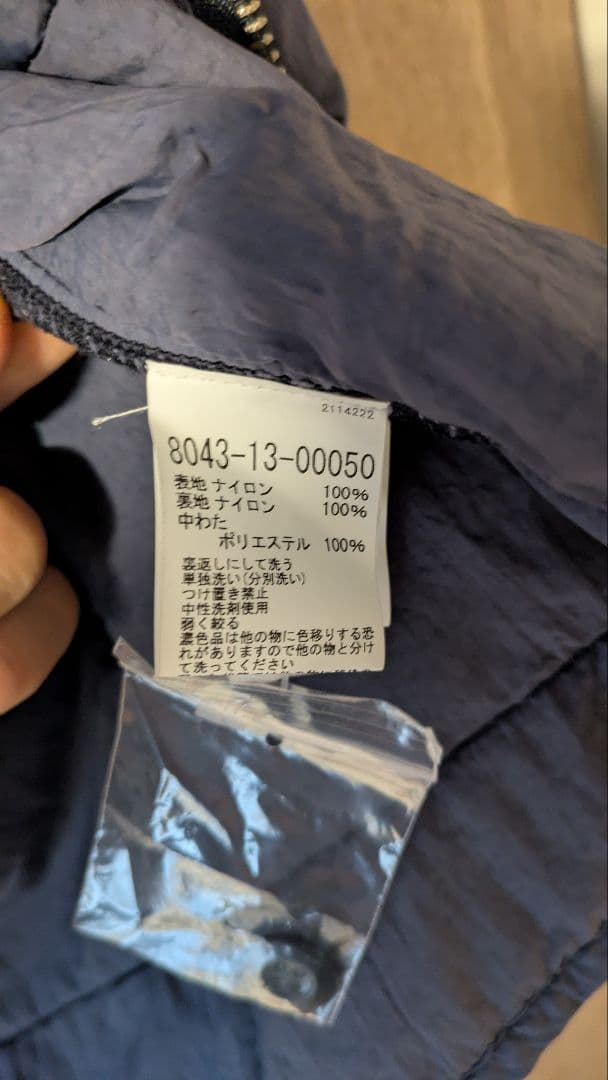 2114222
8043-13-00050
表地 ナイロン 100%
裏地 ナイロン 100%
中わた
ポリエステル 100%
裏返しにして洗う
単独洗い(分別洗い)
つけ置き禁止
中性洗剤使用
弱く絞る
濃色品は他の物に色移りする恐
れがありますので他の物と分け
て洗ってください